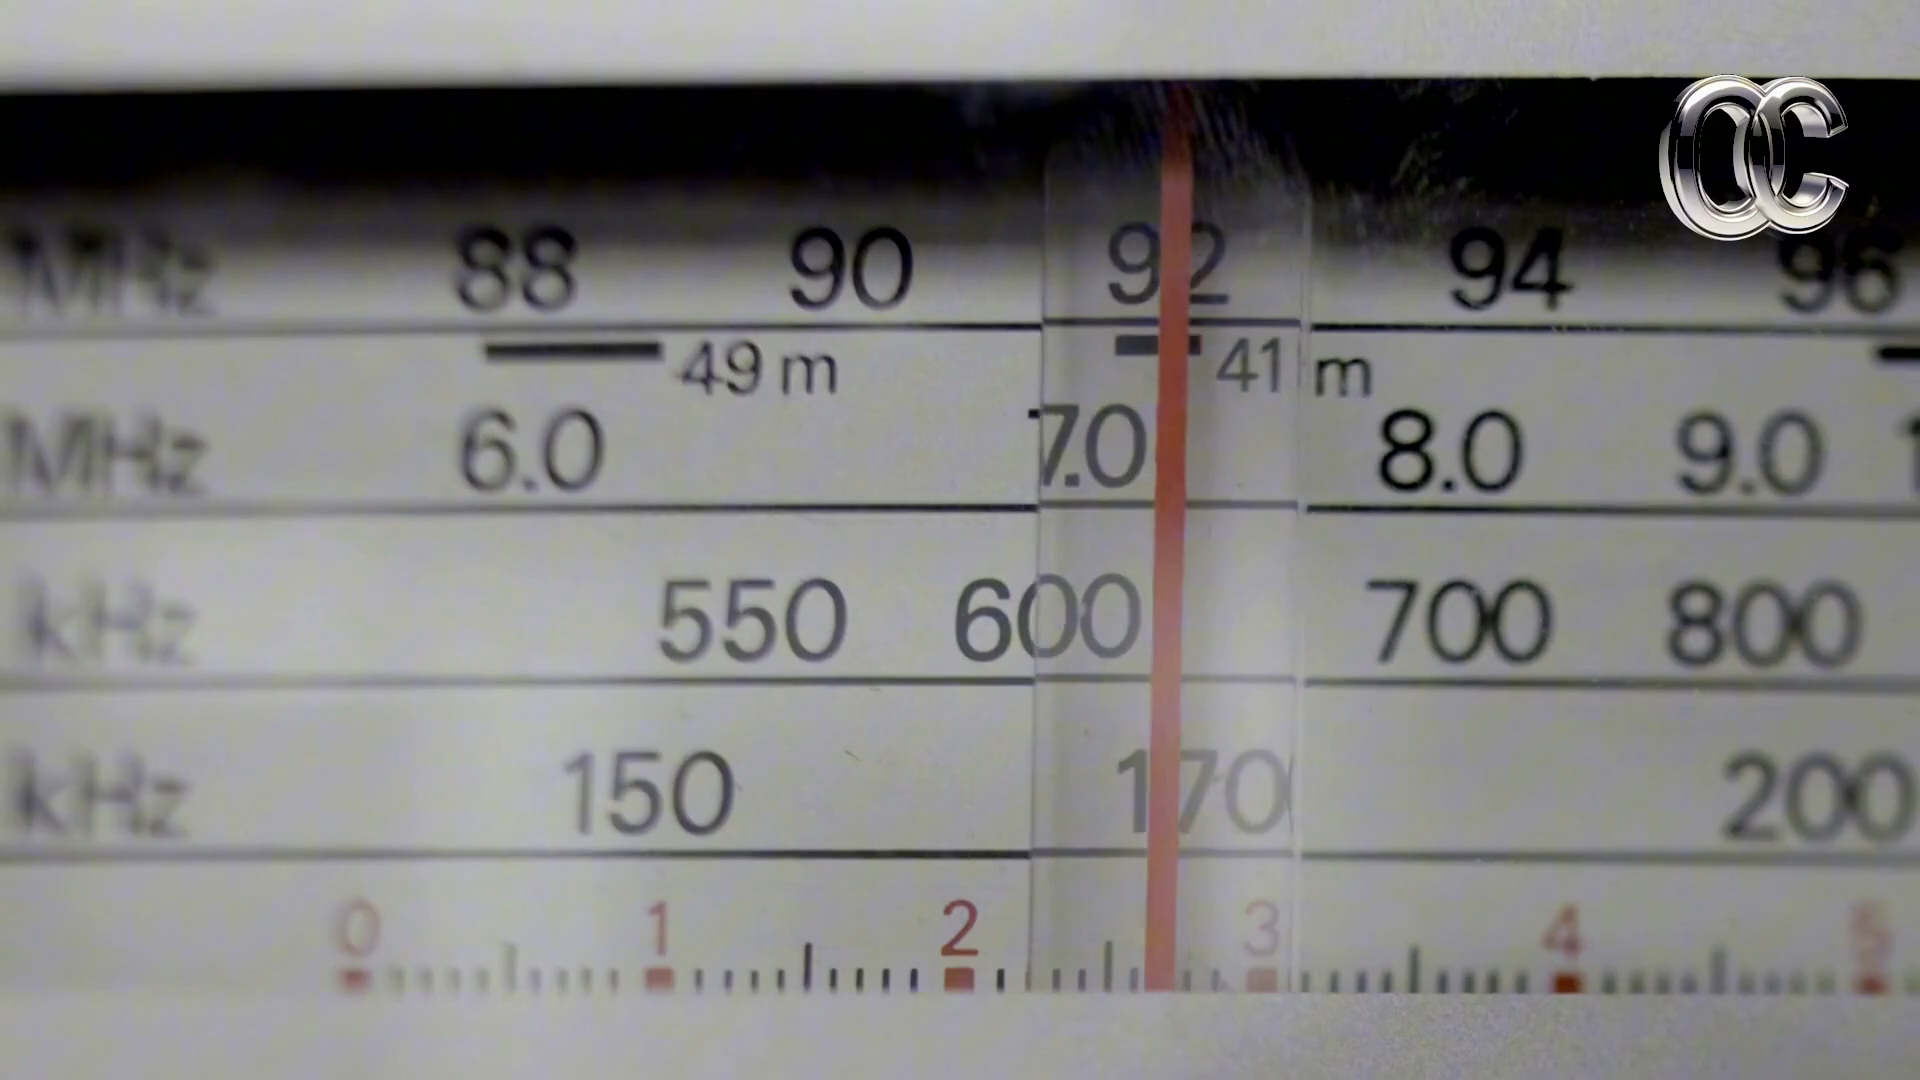 OC
MHz 88 90 92 94 96
49 m 41 m
MHz 6.0 7.0 8.0 9.0
kHz 550 600 700 800
kHz 150 170 200
0 1 2 3 4 5